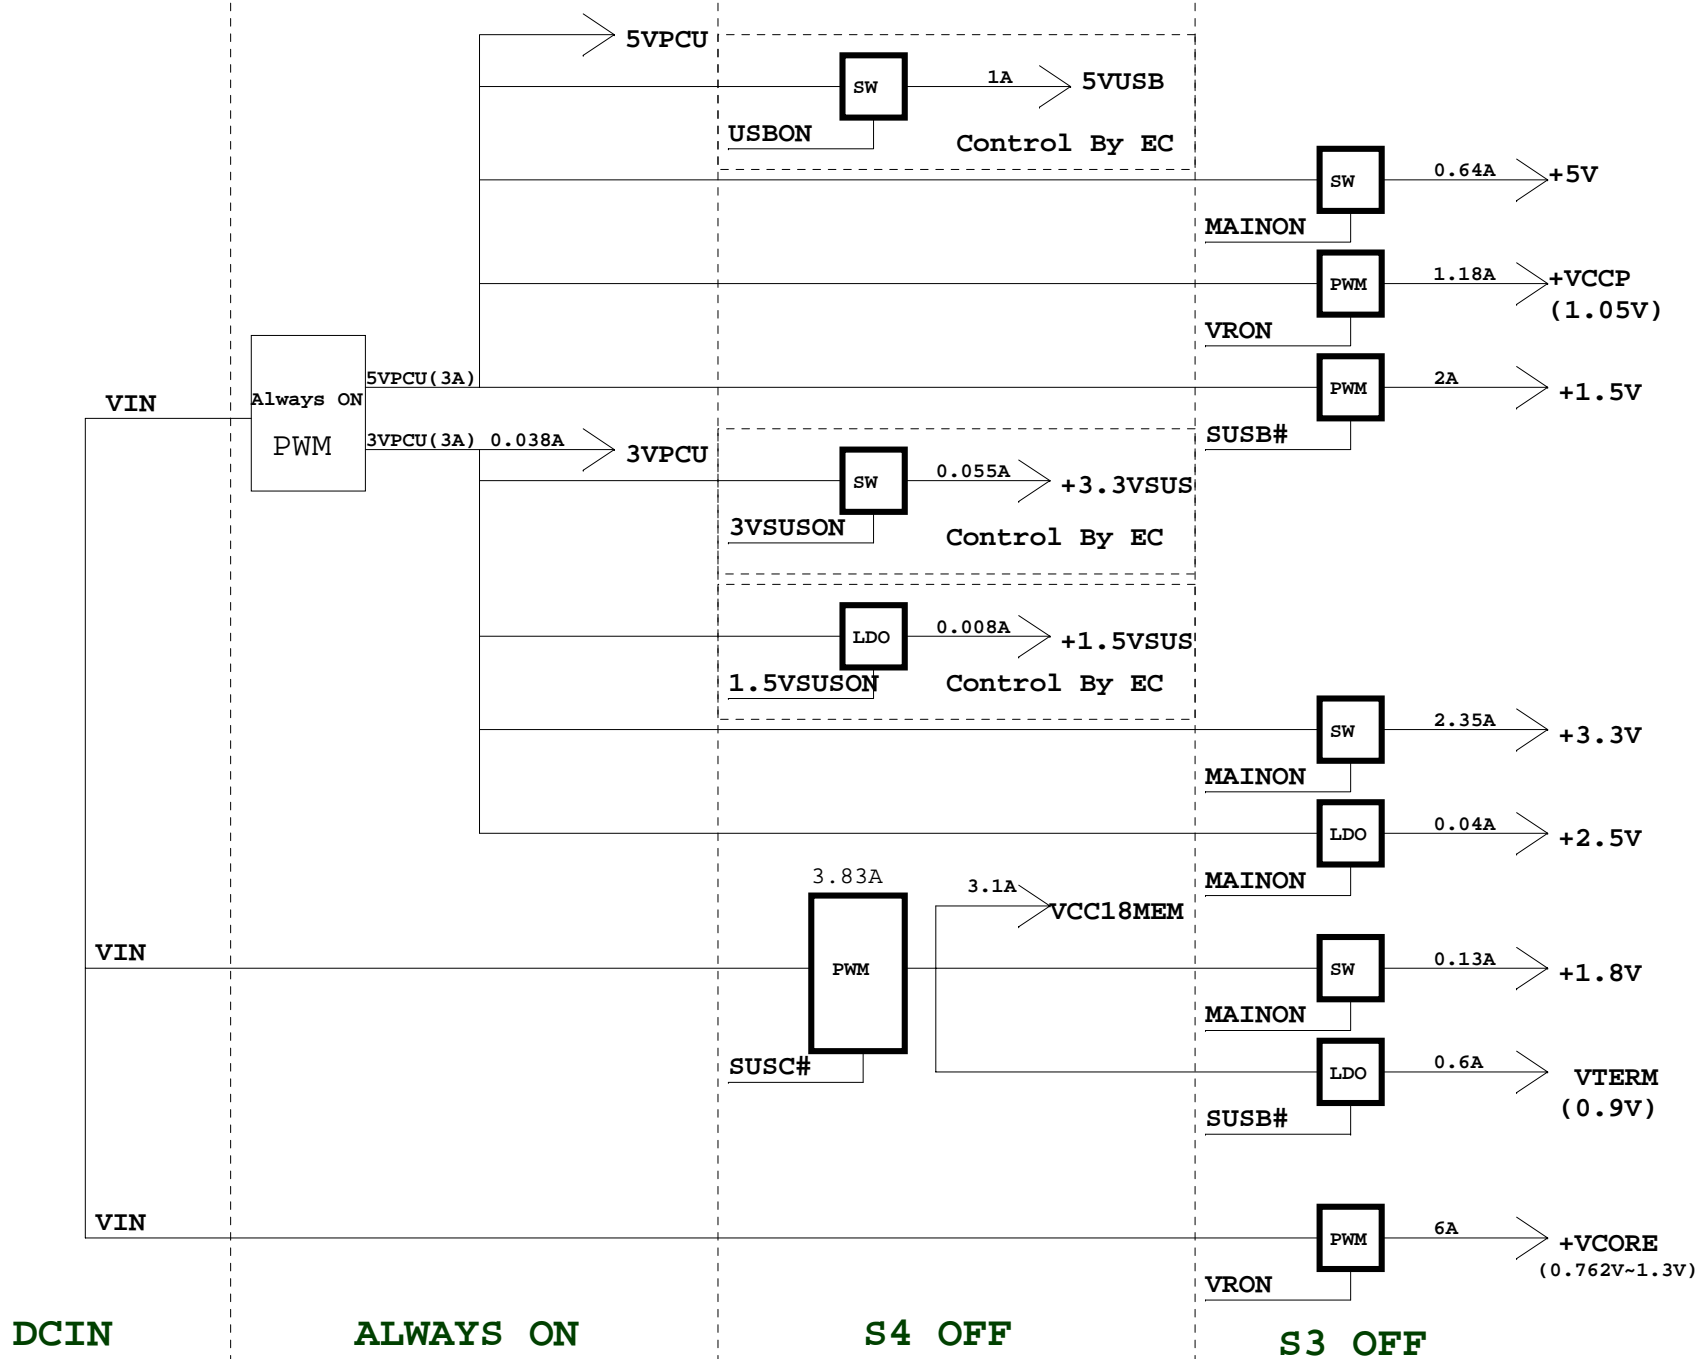 5VPCU
SW
1A
5VUSB
USBON
Control By EC
SW
0.64A
+5V
MAINON
PWM
1.18A
+VCCP
(1.05V)
VRON
Always ON
PWM
VIN
5VPCU(3A)
PWM
2A
+1.5V
SUSB#
3VPCU(3A)
0.038A
3VPCU
SW
0.055A
+3.3VSUS
3VSUSON
Control By EC
LDO
0.008A
+1.5VSUS
1.5VSUSON
Control By EC
SW
2.35A
+3.3V
MAINON
LDO
0.04A
+2.5V
MAINON
3.83A
3.1A
VCC18MEM
VIN
PWM
SUSC#
SW
0.13A
+1.8V
MAINON
LDO
0.6A
VTERM
(0.9V)
SUSB#
VIN
PWM
6A
+VCORE
(0.762V~1.3V)
VRON
DCIN
ALWAYS ON
S4 OFF
S3 OFF